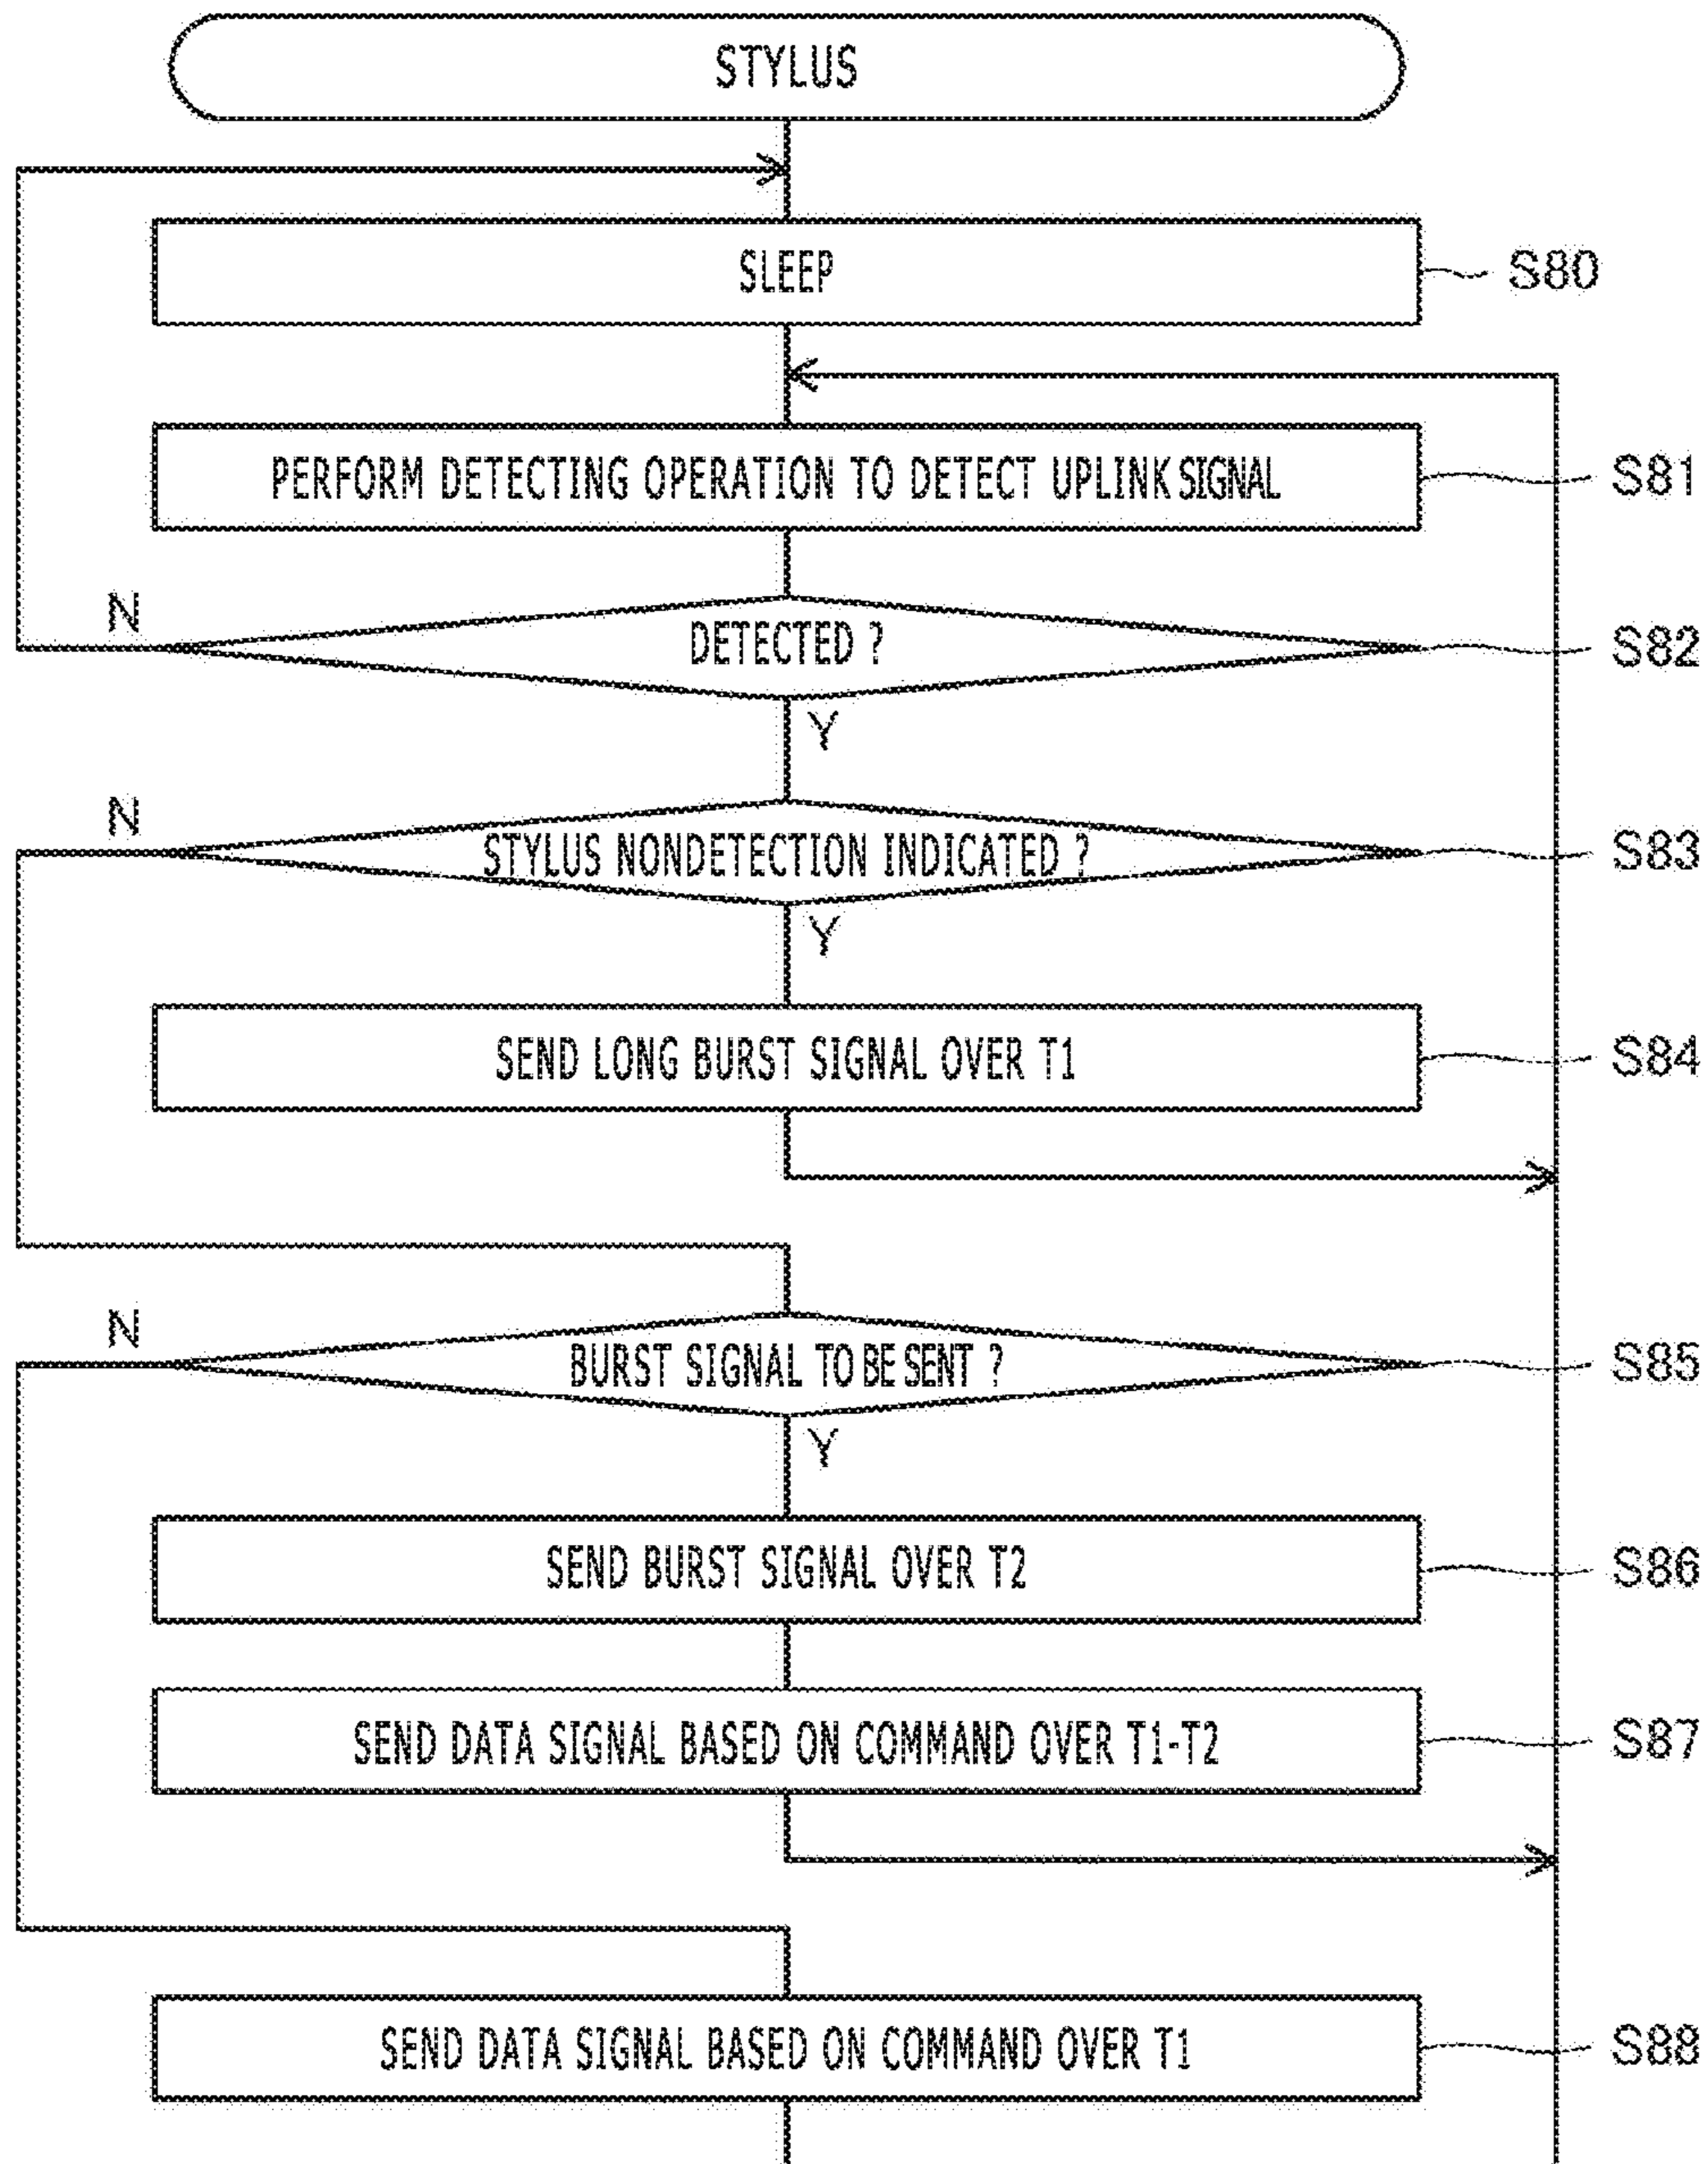 STYLUS
SLEEP
S80
PERFORM DETECTING OPERATION TO DETECT UPLINK SIGNAL
S81
N
DETECTED ?
S82
Y
N
STYLUS NONDETECTION INDICATED ?
S83
Y
SEND LONG BURST SIGNAL OVER T1
S84
N
BURST SIGNAL TO BE SENT ?
S85
Y
SEND BURST SIGNAL OVER T2
S86
SEND DATA SIGNAL BASED ON COMMAND OVER T1-T2
S87
SEND DATA SIGNAL BASED ON COMMAND OVER T1
S88